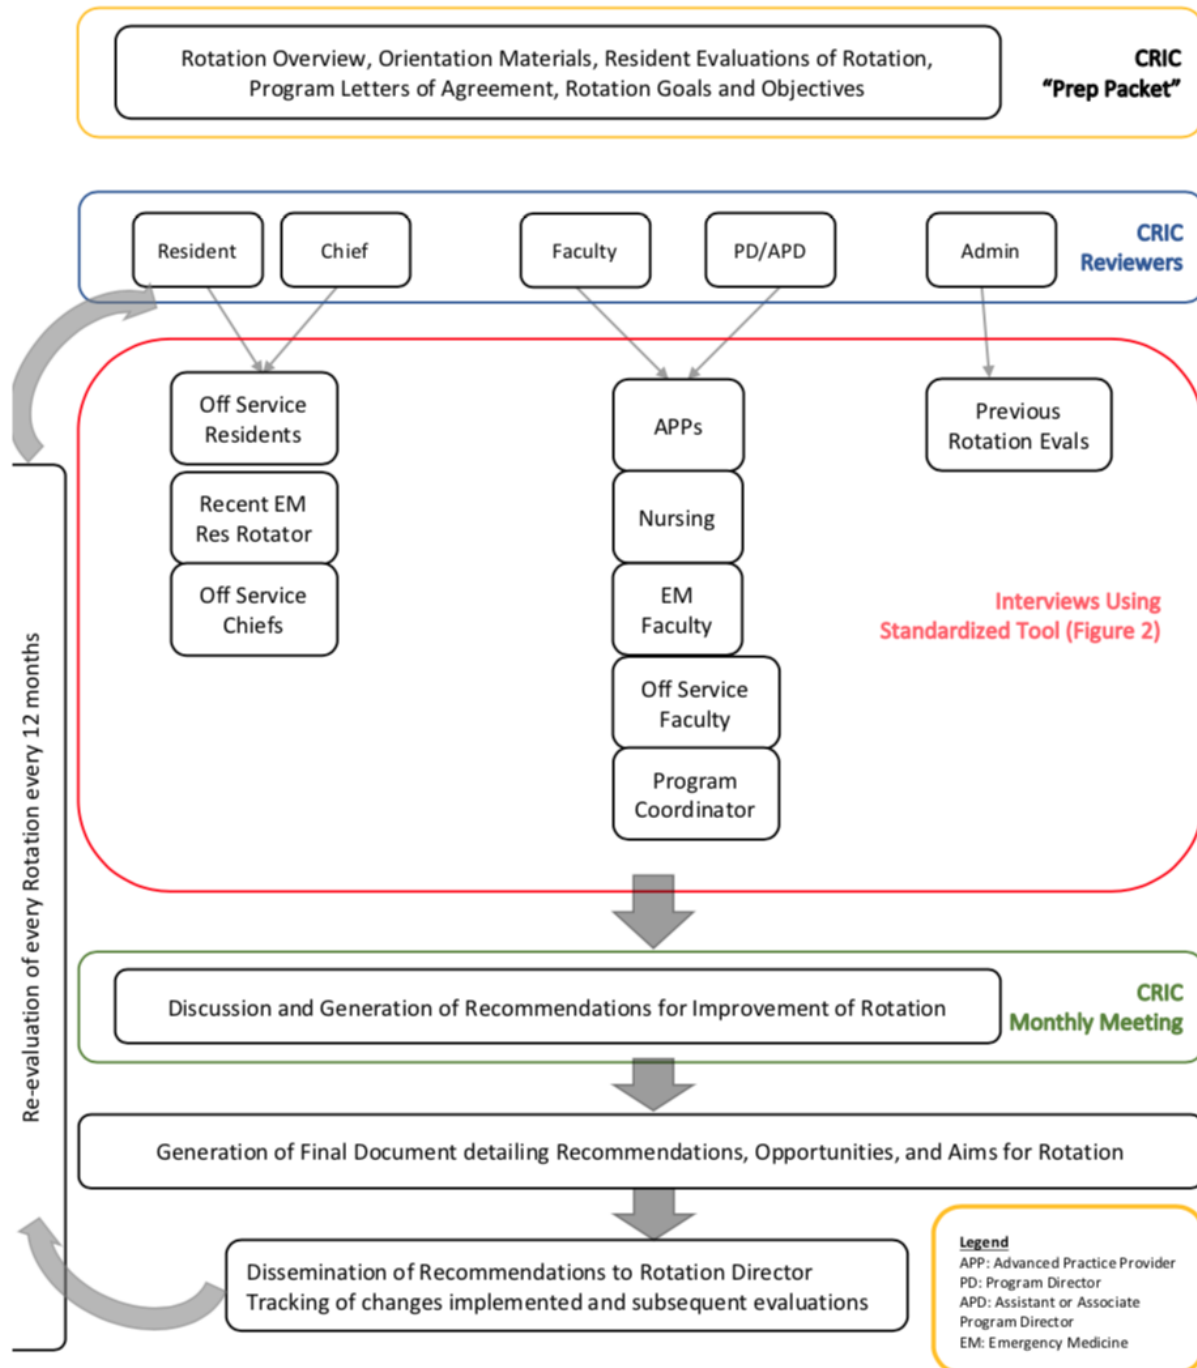 Rotation Overview, Orientation Materials, Resident Evaluations of Rotation,
Program Letters of Agreement, Rotation Goals and Objectives
CRIC
“Prep Packet”
Resident
Chief
Faculty
PD/APD
Admin
CRIC
Reviewers
Off Service
Residents
Recent EM
Res Rotator
Off Service
Chiefs
APPs
Nursing
EM
Faculty
Off Service
Faculty
Program
Coordinator
Previous
Rotation Evals
Interviews Using
Standardized Tool (Figure 2)
Re-evaluation of every Rotation every 12 months
Discussion and Generation of Recommendations for Improvement of Rotation
CRIC
Monthly Meeting
Generation of Final Document detailing Recommendations, Opportunities, and Aims for Rotation
Dissemination of Recommendations to Rotation Director
Tracking of changes implemented and subsequent evaluations
Legend
APP: Advanced Practice Provider
PD: Program Director
APD: Assistant or Associate
Program Director
EM: Emergency Medicine